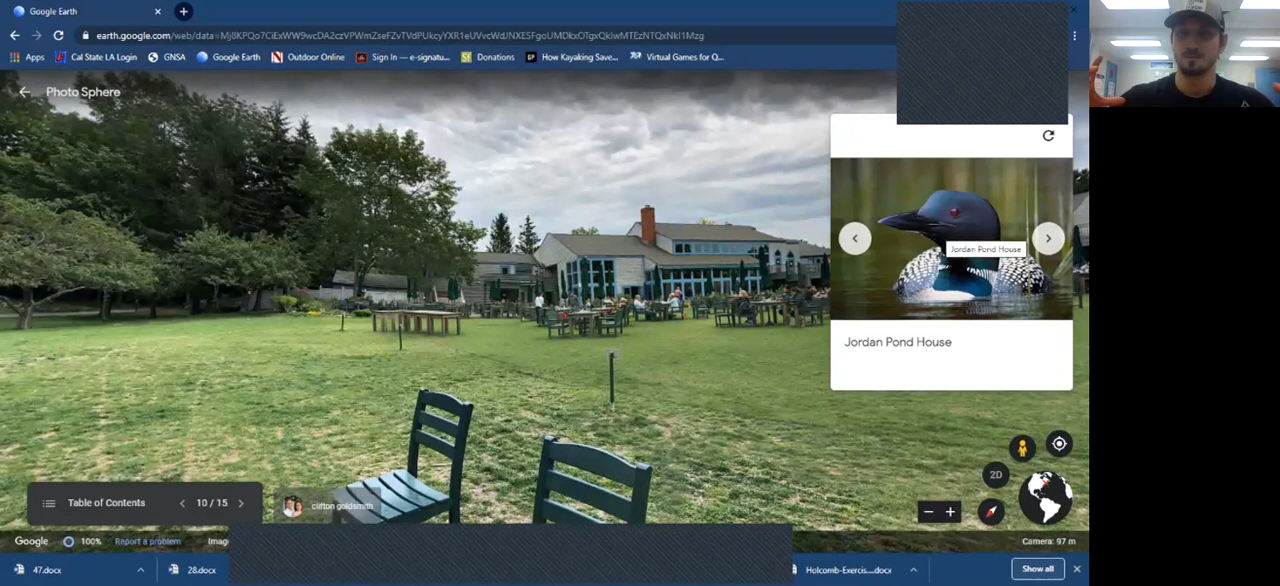 Google Earth
earth.google.com/web/data=
Apps
Cal State LA Login
GNSA
Google Earth
Outdoor Online
Sign In — e-signatu...
Donations
How Kayaking Save...
Virtual Games for Q...
Photo Sphere
Jordan Pond House
Jordan Pond House
2D
Table of Contents
10 / 15
clifton goldsmith
Google
100%
Report a problem
Camera: 97 m
47.docx
28.docx
Holcomb-Exercis....docx
Show all